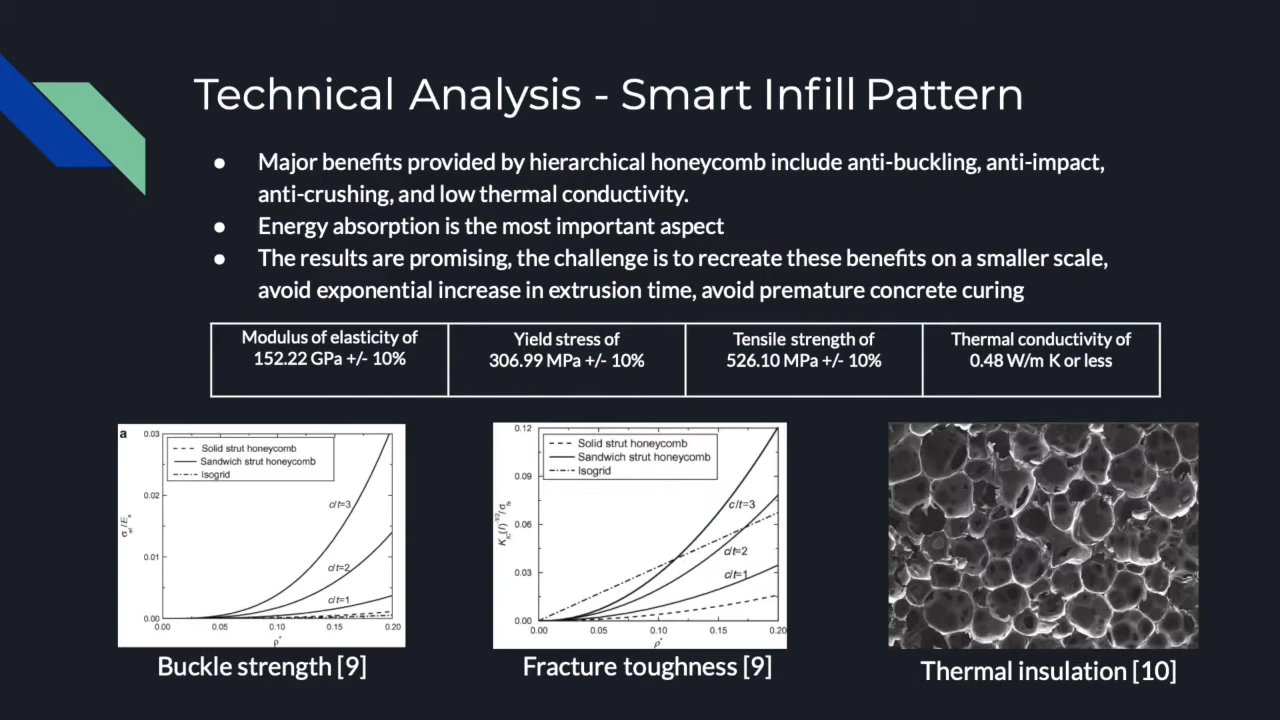 Technical Analysis - Smart Infill Pattern
● Major benefits provided by hierarchical honeycomb include anti-buckling, anti-impact,
anti-crushing, and low thermal conductivity.
● Energy absorption is the most important aspect
● The results are promising, the challenge is to recreate these benefits on a smaller scale,
avoid exponential increase in extrusion time, avoid premature concrete curing
Modulus of elasticity of
152.22 GPa +/- 10%
Yield stress of
306.99 MPa +/- 10%
Tensile strength of
526.10 MPa +/- 10%
Thermal conductivity of
0.48 W/m K or less
a
Solid strut honeycomb
Sandwich strut honeycomb
Isogrid
c/t=3
c/t=2
c/t=1
0.03
0.02
0.01
0.00
0.00 0.05 0.10 0.15 0.20
ρ*
σel/Es
Buckle strength [9]
Solid strut honeycomb
Sandwich strut honeycomb
Isogrid
c/t=3
c/t=2
c/t=1
0.12
0.09
0.06
0.03
0.00
0.00 0.05 0.10 0.15 0.20
ρ*
Fracture toughness [9]
Thermal insulation [10]